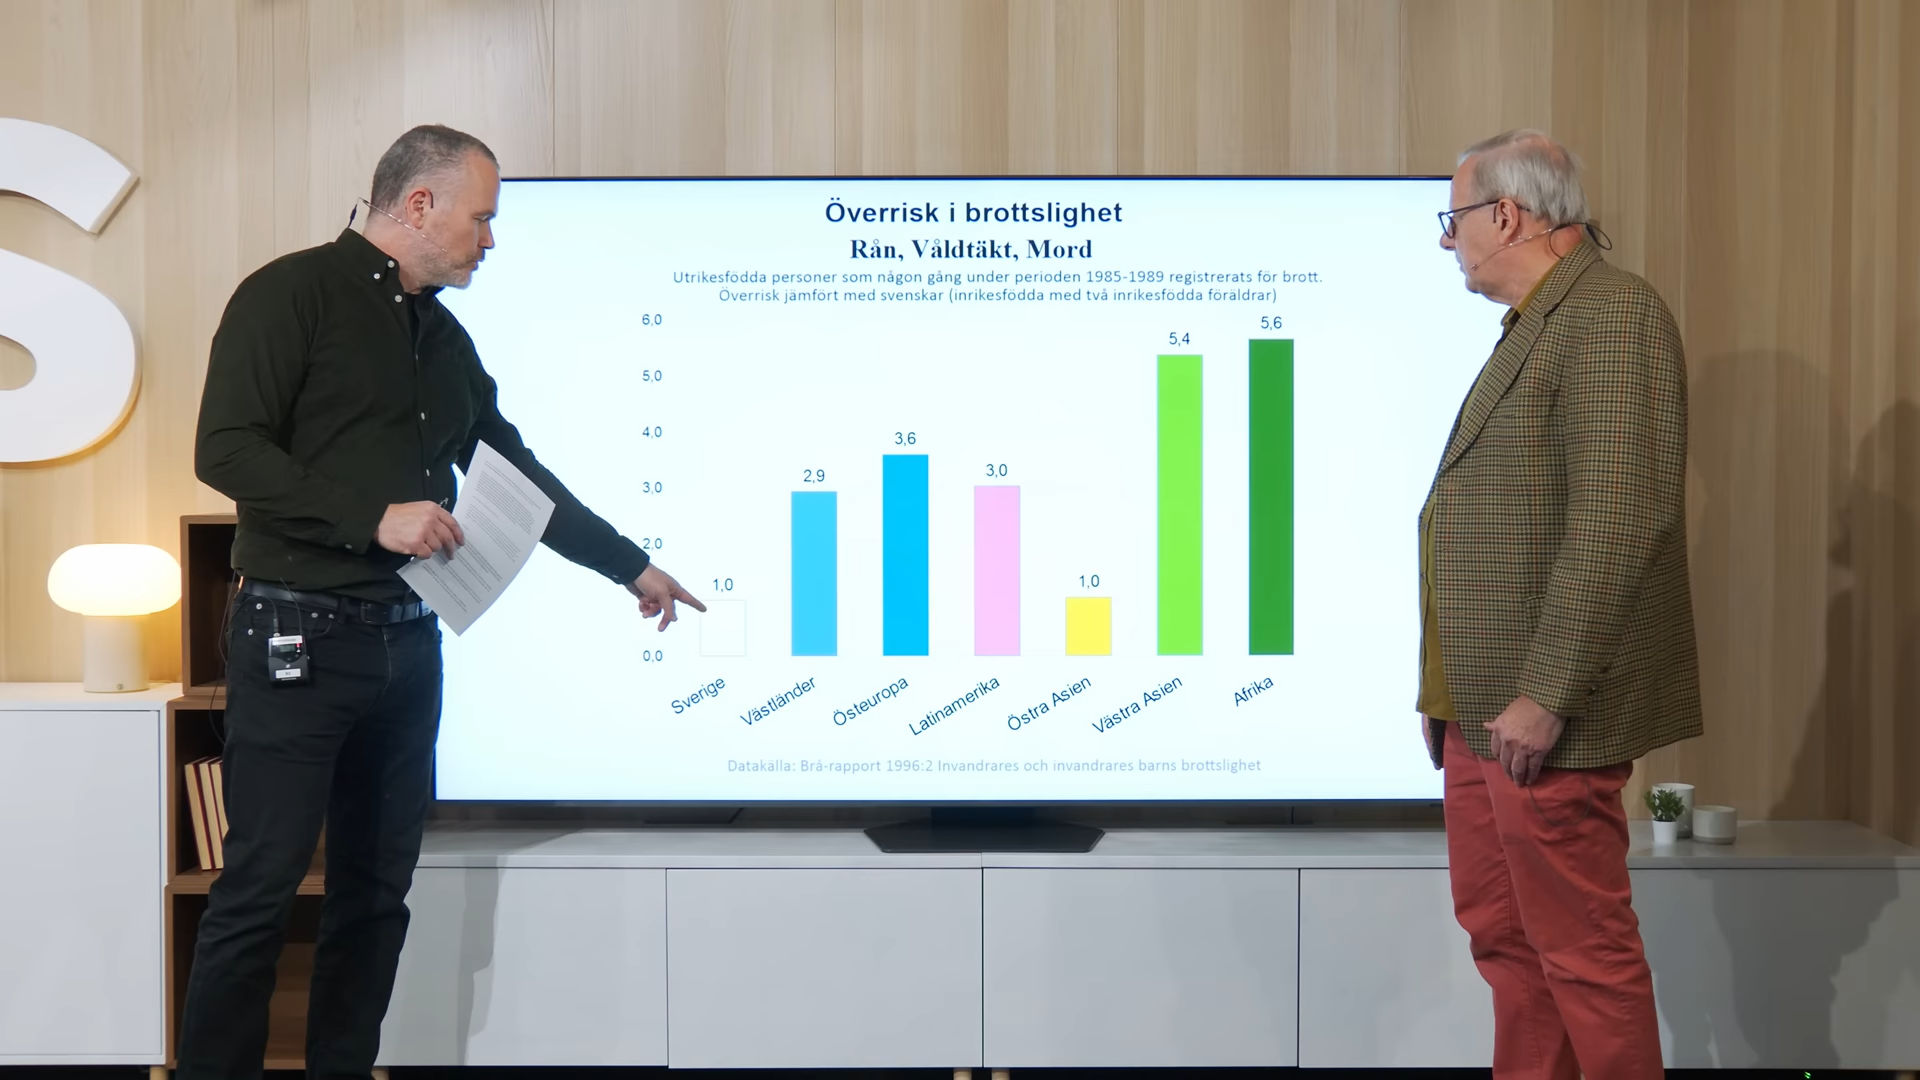 S
Överrisk i brottslighet
Rån, Våldtäkt, Mord
Utrikesfödda personer som någon gång under perioden 1985-1989 registrerats för brott.
Överrisk jämfört med svenskar (inrikesfödda med två inrikesfödda föräldrar)
6,0
5,0
4,0
3,0
2,0
0,0
1,0
2,9
3,6
3,0
1,0
5,4
5,6
Sverige
Västländer
Östeuropa
Latinamerika
Östra Asien
Västra Asien
Afrika
Datakälla: Brå-rapport 1996:2 Invandrares och invandrares barns brottslighet